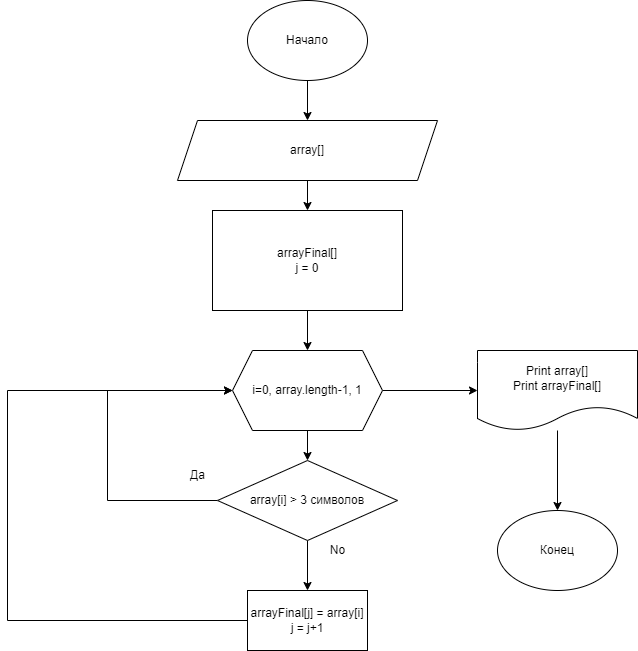 Начало
array[]
arrayFinal[]
j = 0
i=0, array.length-1, 1
Print array[]
Print arrayFinal[]
Да
array[i] > 3 символов
No
Конец
arrayFinal[j] = array[i]
j = j+1